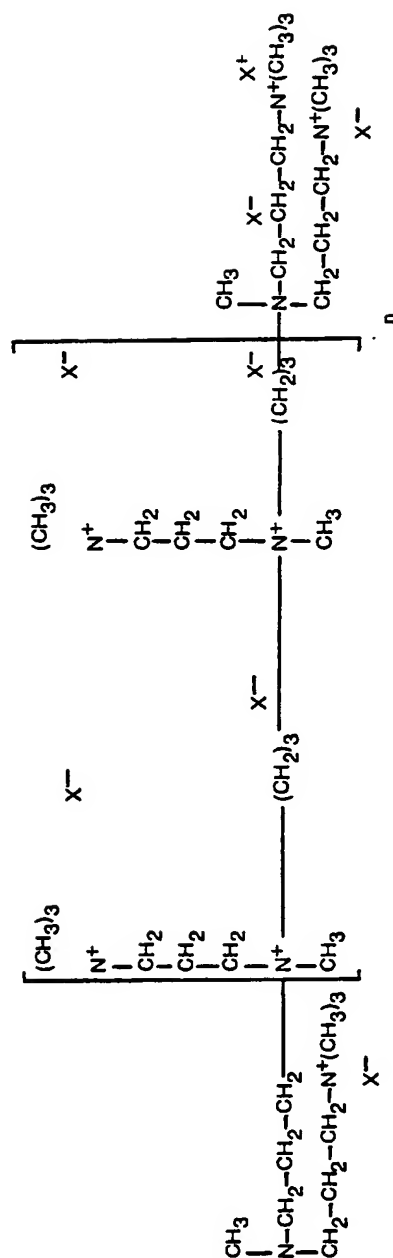 (CH₃)₃ (CH₃)₃
X⁻ X⁻
N⁺ N⁺
CH₂ CH₂
CH₂ CH₂
CH₃ CH₂ CH₂ CH₃
X⁻ X⁻ X⁻ X⁺
N—CH₂—CH₂—CH₂—N⁺—(CH₂)₃—N⁺—(CH₂)₃—N—CH₂—CH₂—CH₂—N⁺(CH₃)₃
CH₂—CH₂—CH₂—N⁺(CH₃)₃ CH₃ CH₃ CH₂—CH₂—CH₂—N⁺(CH₃)₃
X⁻ X⁻
n